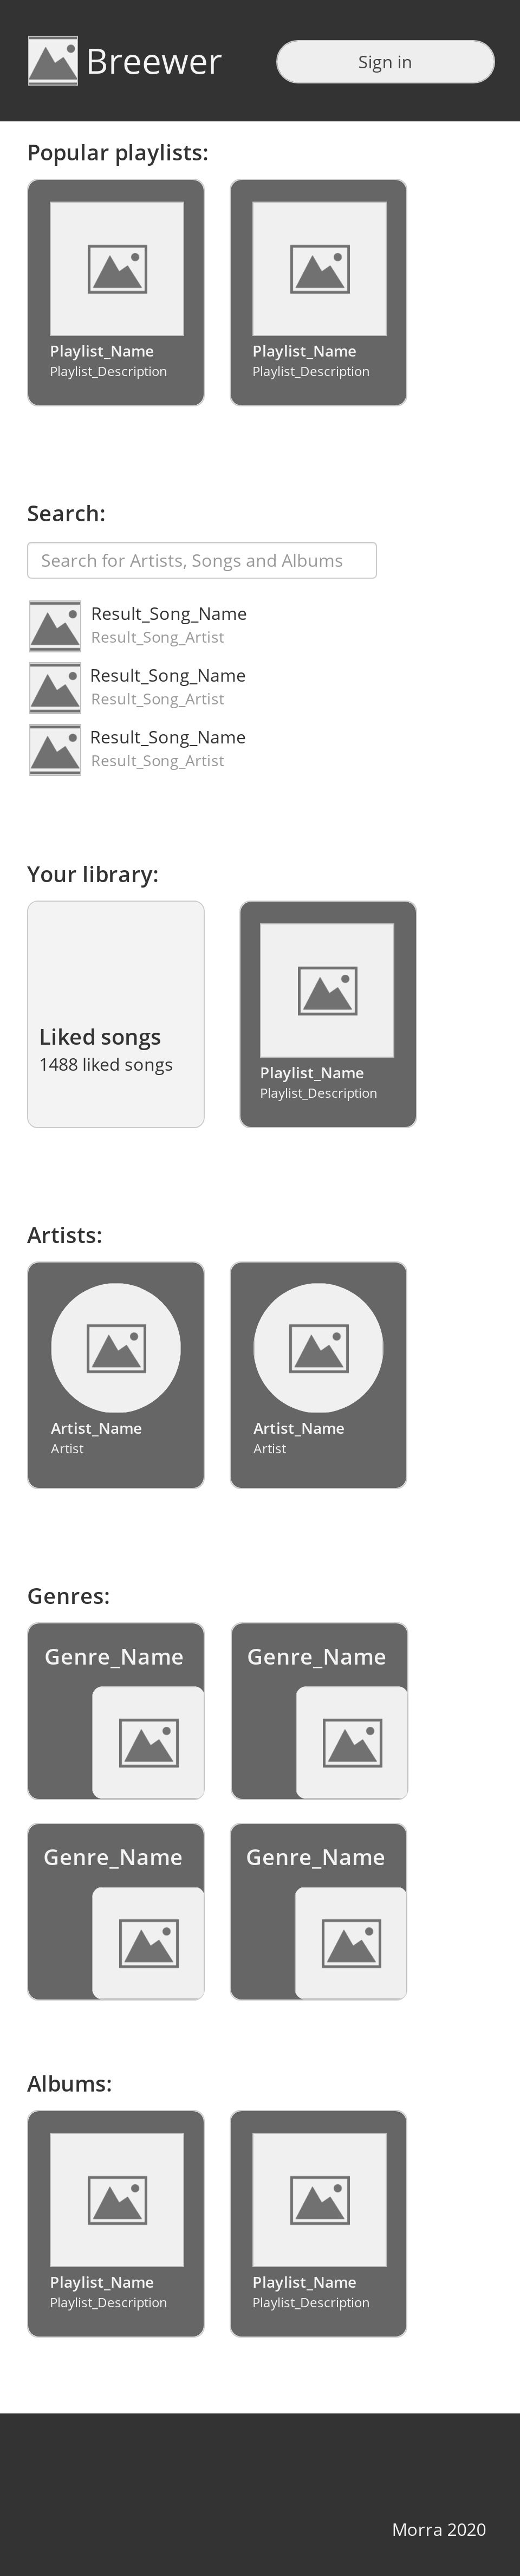 Breewer
Sign in
Popular playlists:
Playlist_Name
Playlist_Description
Playlist_Name
Playlist_Description
Search:
Search for Artists, Songs and Albums
Result_Song_Name
Result_Song_Artist
Result_Song_Name
Result_Song_Artist
Result_Song_Name
Result_Song_Artist
Your library:
Liked songs
1488 liked songs
Playlist_Name
Playlist_Description
Artists:
Artist_Name
Artist
Artist_Name
Artist
Genres:
Genre_Name
Genre_Name
Genre_Name
Genre_Name
Albums:
Playlist_Name
Playlist_Description
Playlist_Name
Playlist_Description
Morra 2020